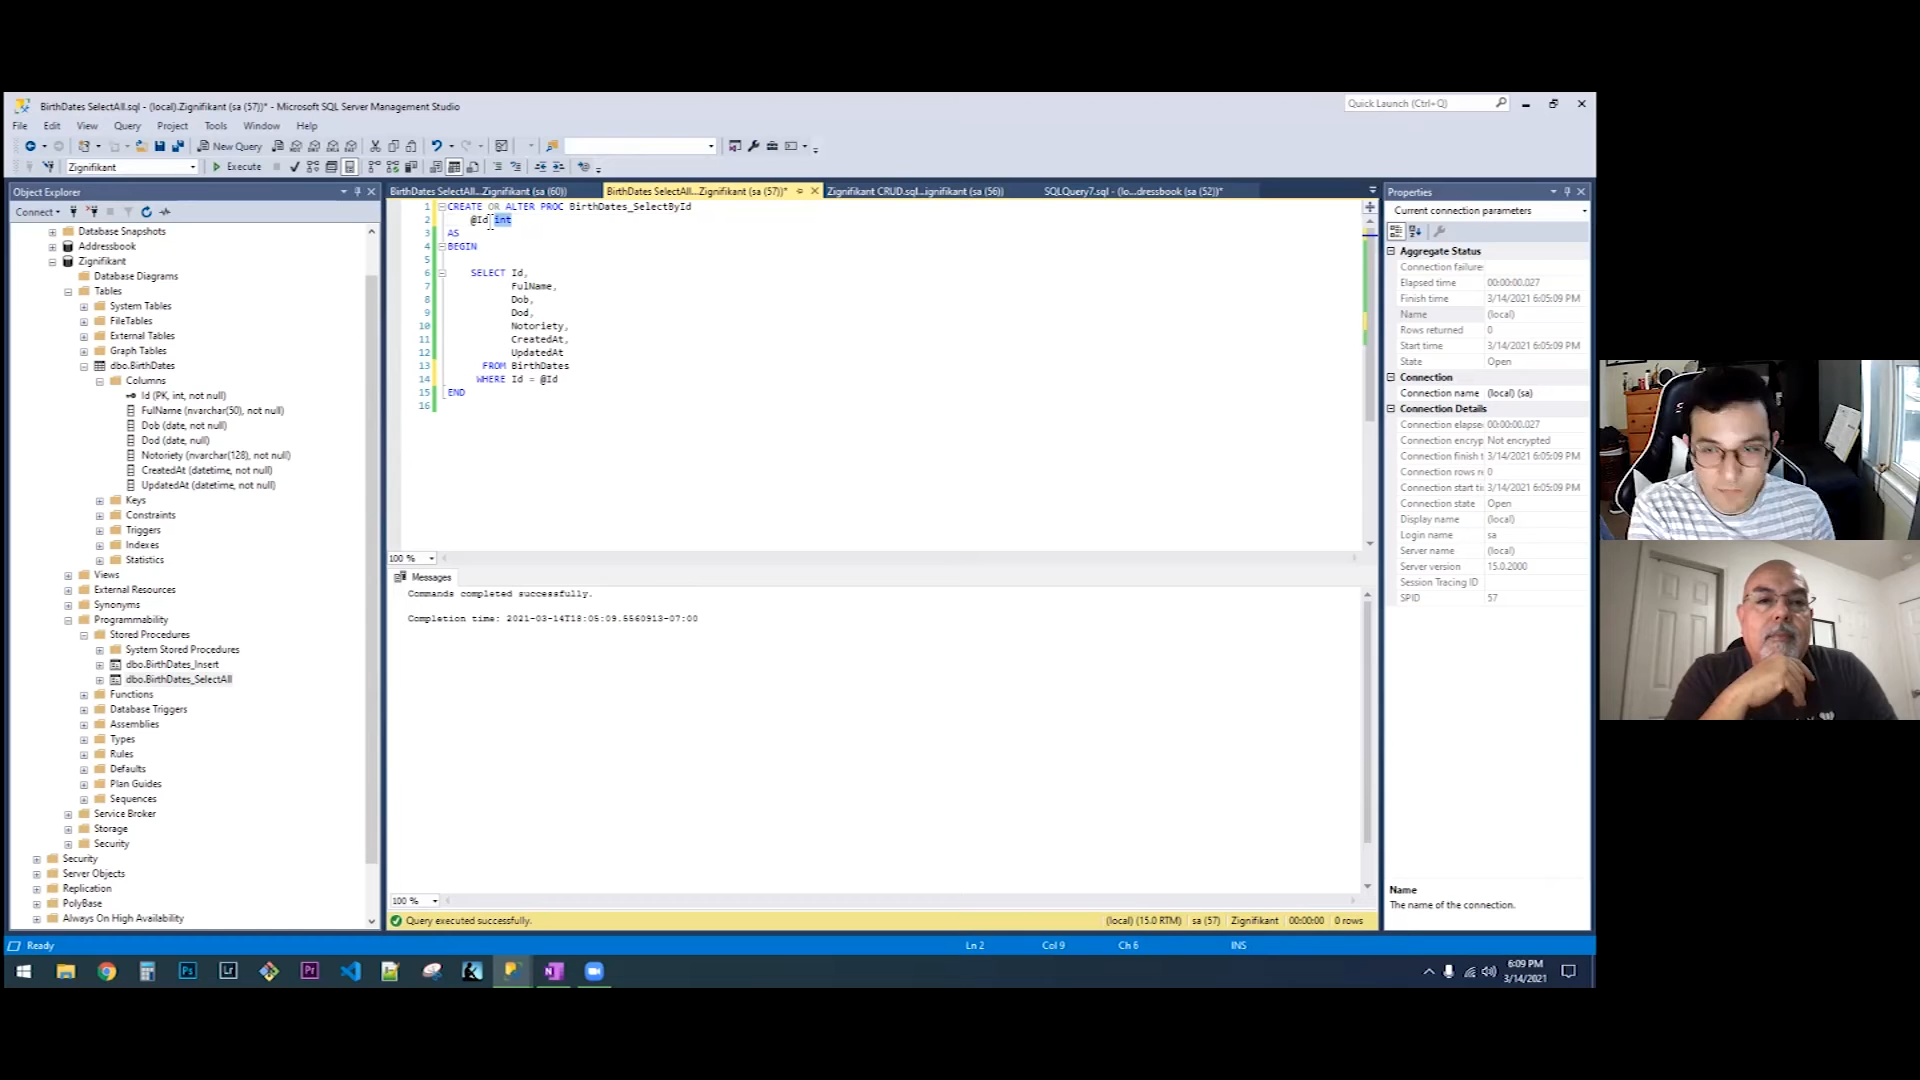 BirthDates SelectAll.sql - (local).Zignifikant (sa (57))* - Microsoft SQL Server Management Studio
Quick Launch (Ctrl+Q)
File Edit View Query Project Tools Window Help
New Query
Zignifikant
Execute
Object Explorer
Connect
Database Snapshots
Addressbook
Zignifikant
Database Diagrams
Tables
System Tables
FileTables
External Tables
Graph Tables
dbo.BirthDates
Columns
Id (PK, int, not null)
FulName (nvarchar(50), not null)
Dob (date, not null)
Dod (date, null)
Notoriety (nvarchar(128), not null)
CreatedAt (datetime, not null)
UpdatedAt (datetime, not null)
Keys
Constraints
Triggers
Indexes
Statistics
Views
External Resources
Synonyms
Programmability
Stored Procedures
System Stored Procedures
dbo.BirthDates_Insert
dbo.BirthDates_SelectAll
Functions
Database Triggers
Assemblies
Types
Rules
Defaults
Plan Guides
Sequences
Service Broker
Storage
Security
Security
Server Objects
Replication
PolyBase
Always On High Availability
BirthDates SelectAll...Zignifikant (sa (60)) BirthDates SelectAll...Zignifikant (sa (57))* Zignifikant CRUD.sql...ignifikant (sa (56)) SQLQuery7.sql - (lo...dressbook (sa (52))*
1 CREATE OR ALTER PROC BirthDates_SelectById
2 @Id int
3 AS
4 BEGIN
5
6 SELECT Id,
7 FulName,
8 Dob,
9 Dod,
10 Notoriety,
11 CreatedAt,
12 UpdatedAt
13 FROM BirthDates
14 WHERE Id = @Id
15 END
16
100 %
Messages
Commands completed successfully.
Completion time: 2021-03-14T18:05:09.5560913-07:00
100 %
Query executed successfully. (local) (15.0 RTM) sa (57) Zignifikant 00:00:00 0 rows
Properties
Current connection parameters
Aggregate Status
Connection failure:
Elapsed time 00:00:00.027
Finish time 3/14/2021 6:05:09 PM
Name (local)
Rows returned 0
Start time 3/14/2021 6:05:09 PM
State Open
Connection
Connection name (local) (sa)
Connection Details
Connection elapse: 00:00:00.027
Connection encryp Not encrypted
Connection finish t 3/14/2021 6:05:09 PM
Connection rows re 0
Connection start ti 3/14/2021 6:05:09 PM
Connection state Open
Display name (local)
Login name sa
Server name (local)
Server version 15.0.2000
Session Tracing ID
SPID 57
Name
The name of the connection.
Ready Ln 2 Col 9 Ch 6 INS
Ps Lr Pr N
6:09 PM
3/14/2021